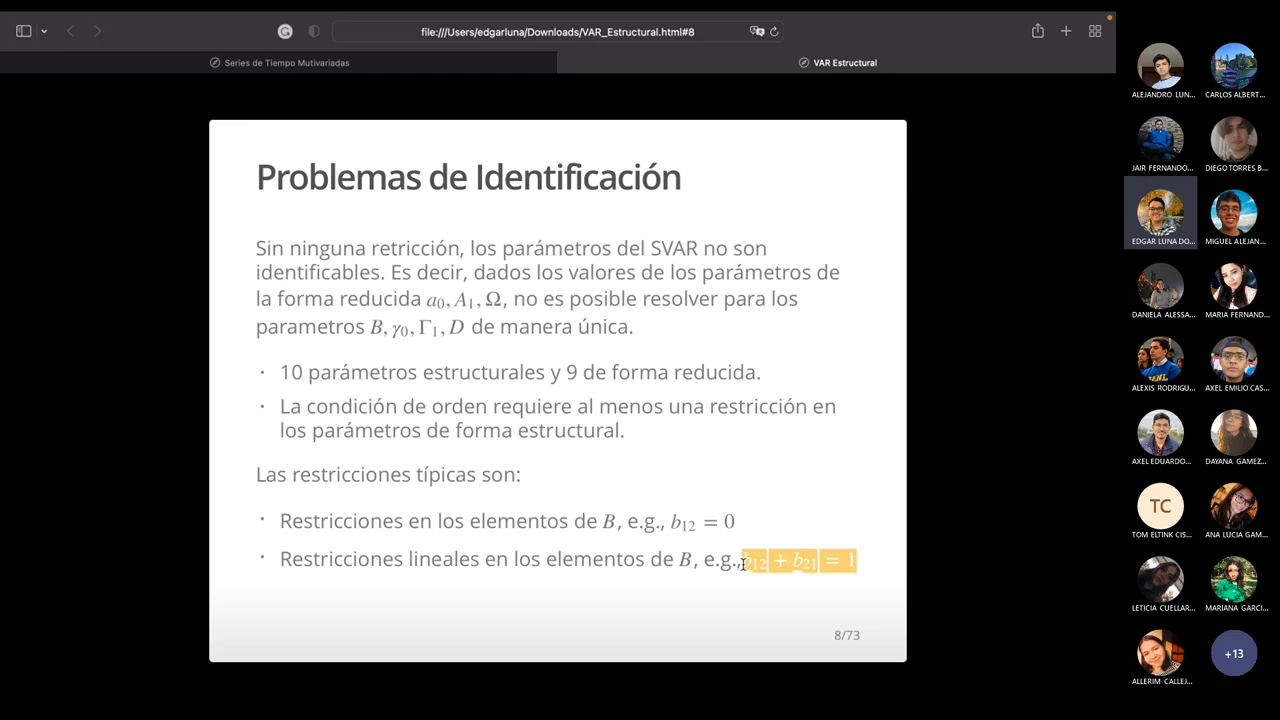 file:///Users/edgarluna/Downloads/VAR_Estructural.html#8
Series de Tiempo Mutivariadas
VAR Estructural
Problemas de Identificación
Sin ninguna retricción, los parámetros del SVAR no son
identificables. Es decir, dados los valores de los parámetros de
la forma reducida a₀, A₁, Ω, no es posible resolver para los
parametros B, γ₀, Γ₁, D de manera única.
· 10 parámetros estructurales y 9 de forma reducida.
· La condición de orden requiere al menos una restricción en
los parámetros de forma estructural.
Las restricciones típicas son:
· Restricciones en los elementos de B, e.g., b₁₂ = 0
· Restricciones lineales en los elementos de B, e.g., b₁₂ + b₂₁ = 1
8/73
ALEJANDRO LUN...
CARLOS ALBERT...
JAIR FERNANDO...
DIEGO TORRES B...
EDGAR LUNA DO...
MIGUEL ALEJAN...
DANIELA ALESSA...
MARIA FERNAND...
ALEXIS RODRIGU...
AXEL EMILIO CAS...
AXEL EDUARDO...
DAYANA GAMEZ...
TC
TOM ELTINK CIS...
ANA LUCIA GAM...
LETICIA CUELLAR...
MARIANA GARCI...
ALLERIM CALLEJ...
+13